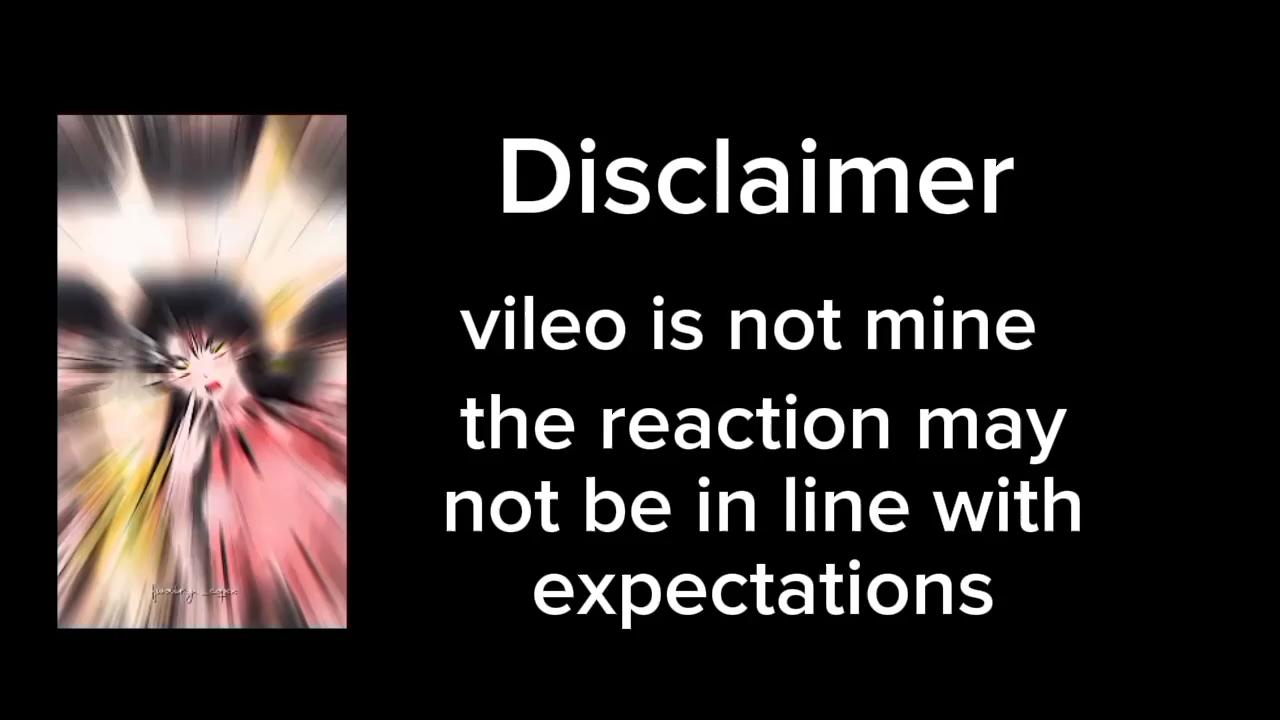 Disclaimer
vileo is not mine
the reaction may
not be in line with
expectations